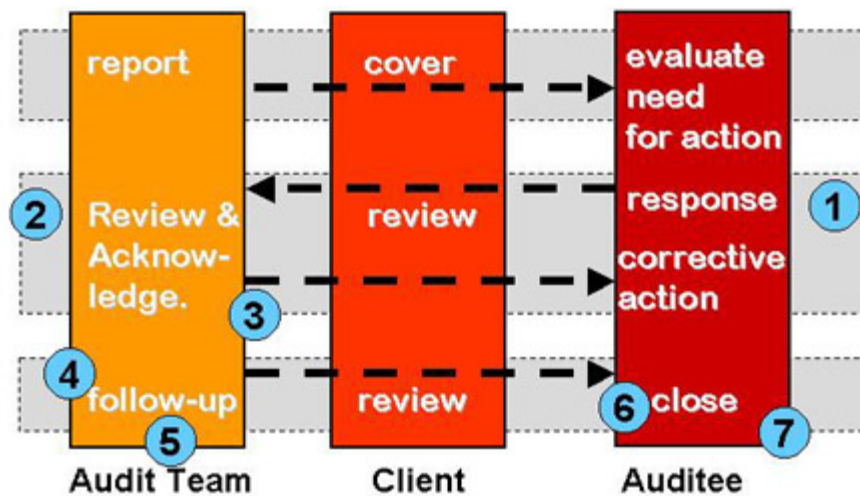 report
cover
evaluate
need
for action
2
Review &
Acknow-
ledge.
review
response
1
corrective
action
3
4
follow-up
5
review
6
close
7
Audit Team
Client
Auditee